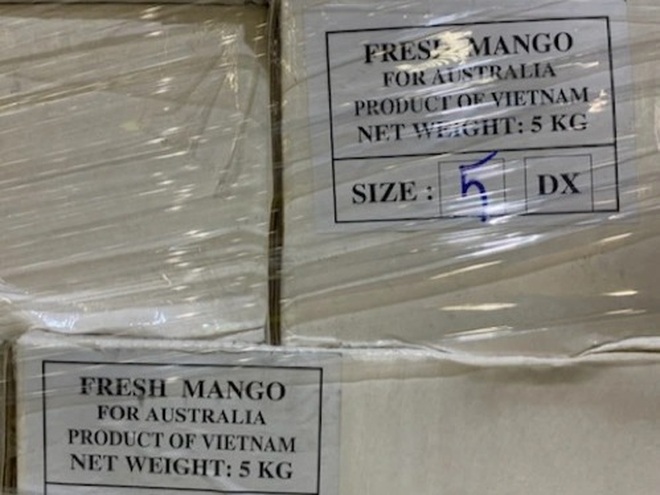 FRESH MANGO
FOR AUSTRALIA
PRODUCT OF VIETNAM
NET WEIGHT: 5 KG
SIZE : 5 DX
FRESH MANGO
FOR AUSTRALIA
PRODUCT OF VIETNAM
NET WEIGHT: 5 KG